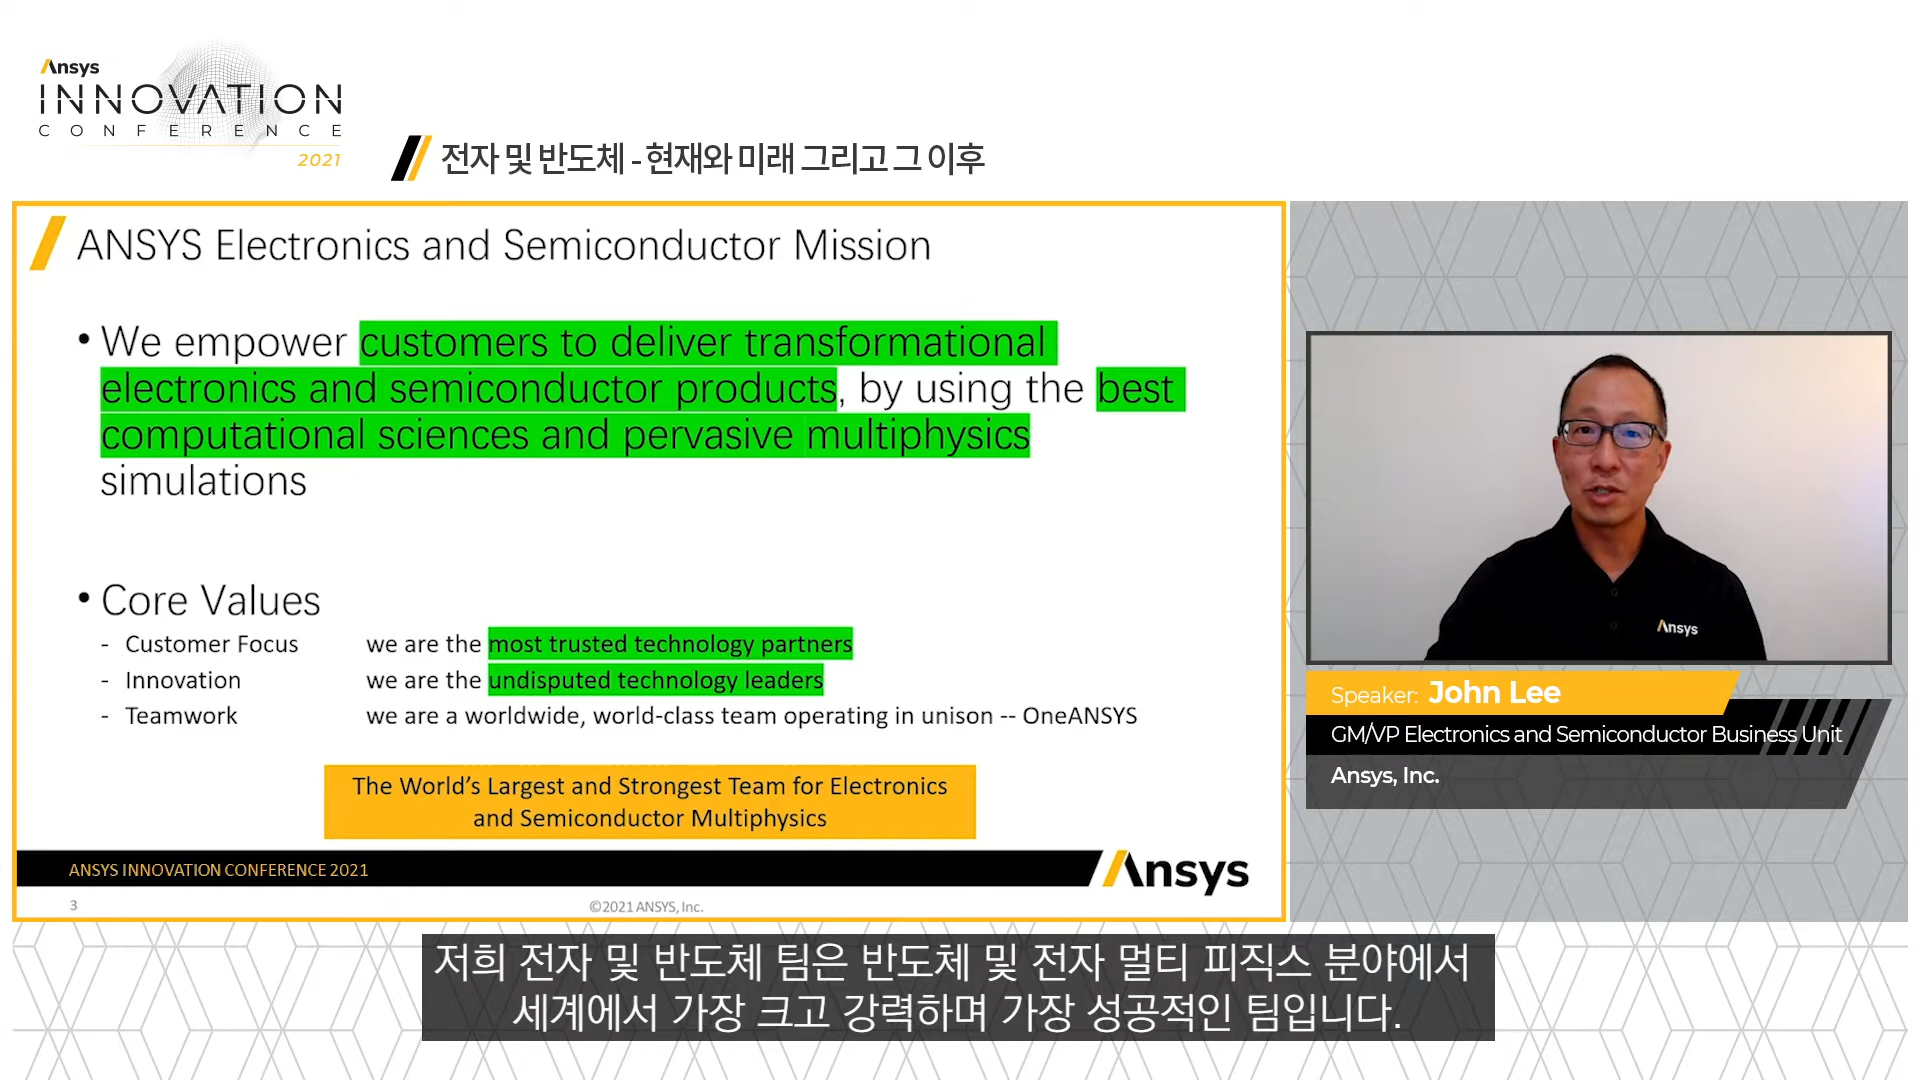 Ansys
INNOVATION
CONFERENCE
2021
전자 및 반도체 - 현재와 미래 그리고 그 이후
ANSYS Electronics and Semiconductor Mission
• We empower customers to deliver transformational
electronics and semiconductor products, by using the best
computational sciences and pervasive multiphysics
simulations
• Core Values
- Customer Focus we are the most trusted technology partners
- Innovation we are the undisputed technology leaders
- Teamwork we are a worldwide, world-class team operating in unison -- OneANSYS
The World's Largest and Strongest Team for Electronics
and Semiconductor Multiphysics
ANSYS INNOVATION CONFERENCE 2021
Ansys
3
©2021 ANSYS, Inc.
Ansys
Speaker: John Lee
GM/VP Electronics and Semiconductor Business Unit
Ansys, Inc.
저희 전자 및 반도체 팀은 반도체 및 전자 멀티 피직스 분야에서
세계에서 가장 크고 강력하며 가장 성공적인 팀입니다.